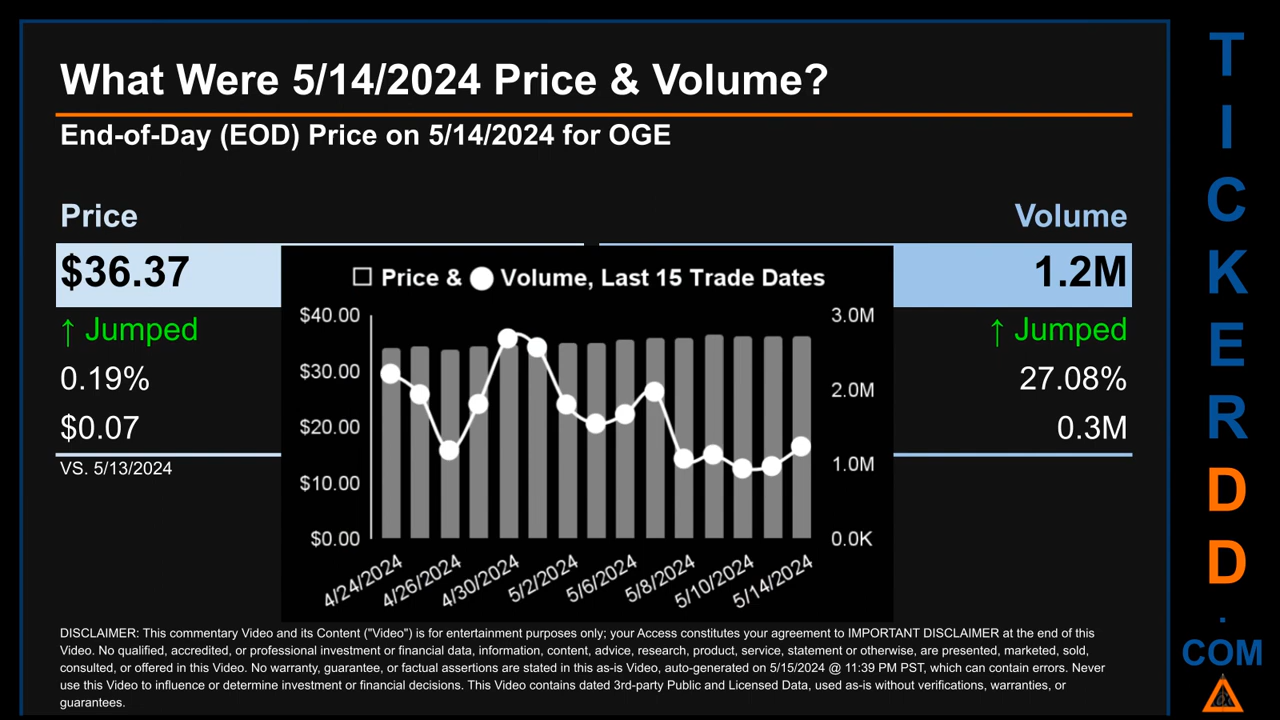 What Were 5/14/2024 Price & Volume?
End-of-Day (EOD) Price on 5/14/2024 for OGE
Price
Volume
$36.37
1.2M
↑ Jumped
↑ Jumped
0.19%
27.08%
$0.07
0.3M
VS. 5/13/2024
Price & Volume, Last 15 Trade Dates
$40.00
$30.00
$20.00
$10.00
$0.00
3.0M
2.0M
1.0M
0.0K
4/24/2024
4/26/2024
4/30/2024
5/2/2024
5/6/2024
5/8/2024
5/10/2024
5/14/2024
DISCLAIMER: This commentary Video and its Content ("Video") is for entertainment purposes only; your Access constitutes your agreement to IMPORTANT DISCLAIMER at the end of this
Video. No qualified, accredited, or professional investment or financial data, information, content, advice, research, product, service, statement or otherwise, are presented, marketed, sold,
consulted, or offered in this Video. No warranty, guarantee, or factual assertions are stated in this as-is Video, auto-generated on 5/15/2024 @ 11:39 PM PST, which can contain errors. Never
use this Video to influence or determine investment or financial decisions. This Video contains dated 3rd-party Public and Licensed Data, used as-is without verifications, warranties, or
guarantees.
TICKERDD
.
COM